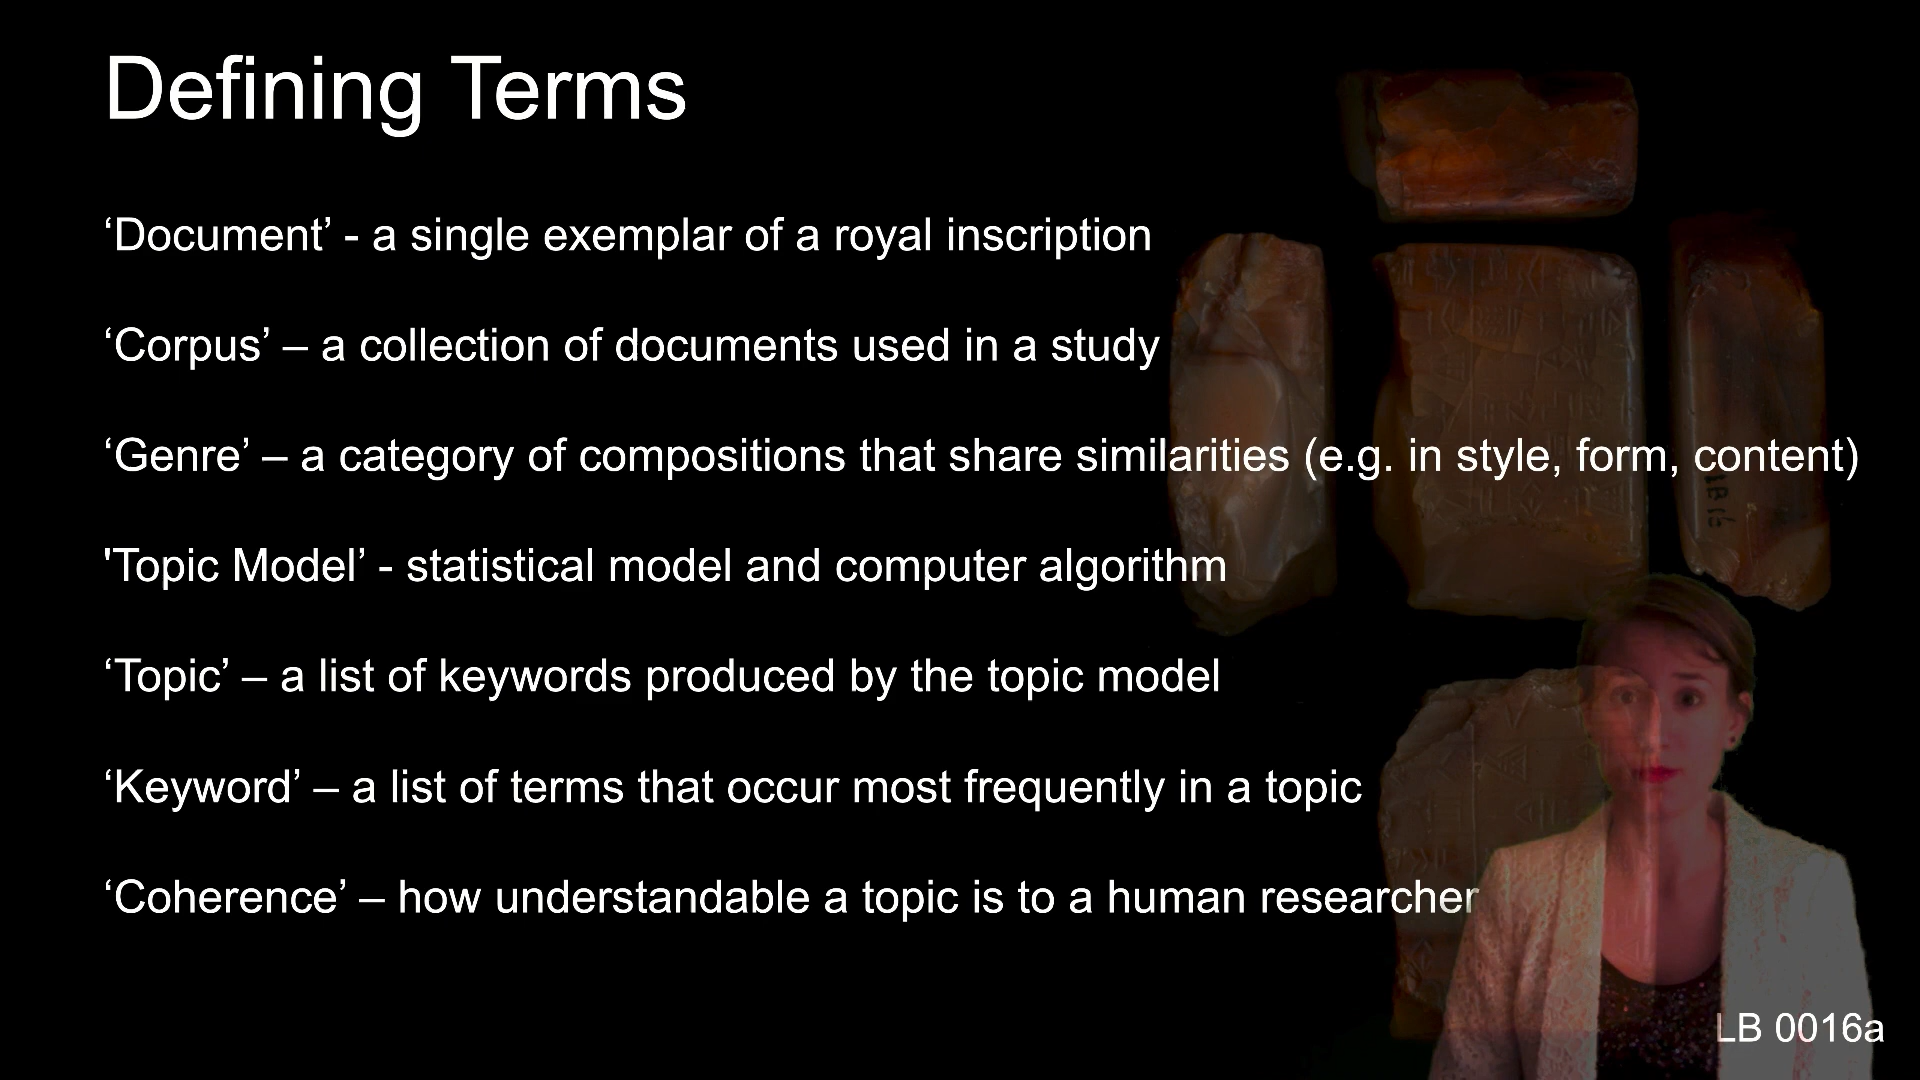 Defining Terms
‘Document’ - a single exemplar of a royal inscription
‘Corpus’ – a collection of documents used in a study
‘Genre’ – a category of compositions that share similarities (e.g. in style, form, content)
'Topic Model’ - statistical model and computer algorithm
‘Topic’ – a list of keywords produced by the topic model
‘Keyword’ – a list of terms that occur most frequently in a topic
‘Coherence’ – how understandable a topic is to a human researcher
LB 0016a